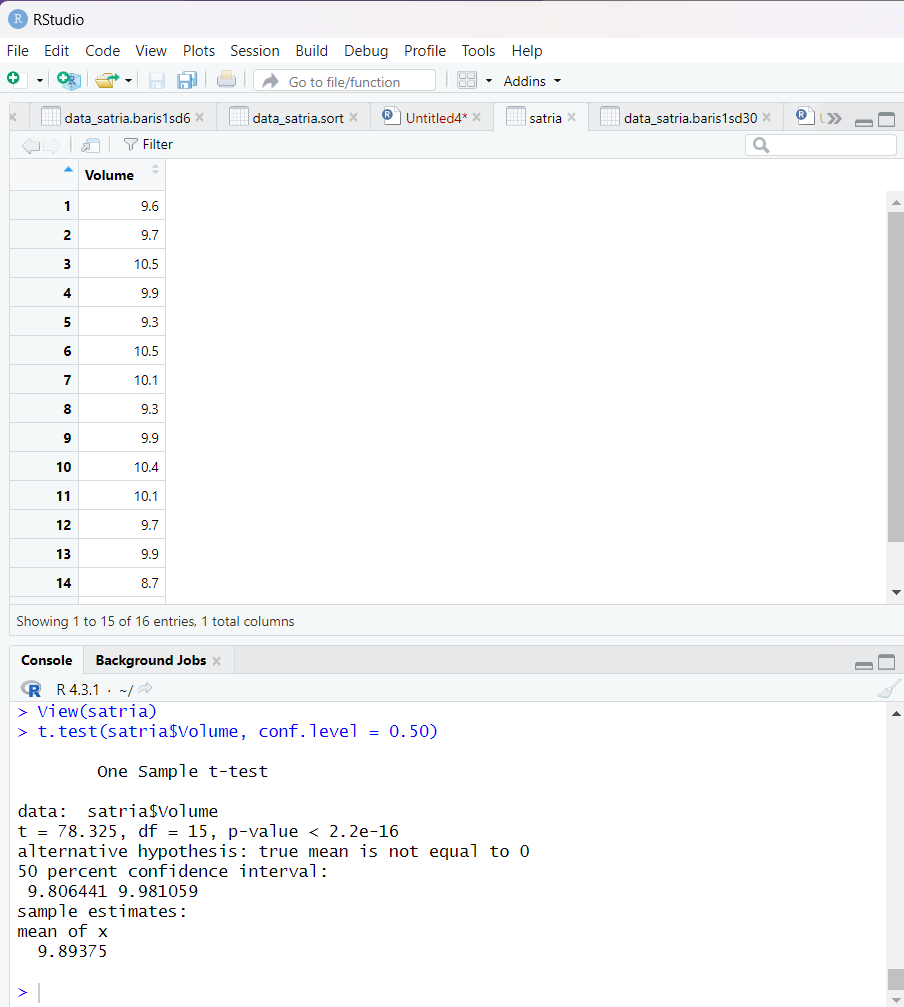 RStudio
File Edit Code View Plots Session Build Debug Profile Tools Help
Go to file/function Addins
data_satria.baris1sd6 data_satria.sort Untitled4* satria data_satria.baris1sd30
Filter
Volume
1 9.6
2 9.7
3 10.5
4 9.9
5 9.3
6 10.5
7 10.1
8 9.3
9 9.9
10 10.4
11 10.1
12 9.7
13 9.9
14 8.7
Showing 1 to 15 of 16 entries, 1 total columns
Console Background Jobs
R R 4.3.1 · ~/
> View(satria)
> t.test(satria$Volume, conf.level = 0.50)
One Sample t-test
data: satria$Volume
t = 78.325, df = 15, p-value < 2.2e-16
alternative hypothesis: true mean is not equal to 0
50 percent confidence interval:
9.806441 9.981059
sample estimates:
mean of x
9.89375
>